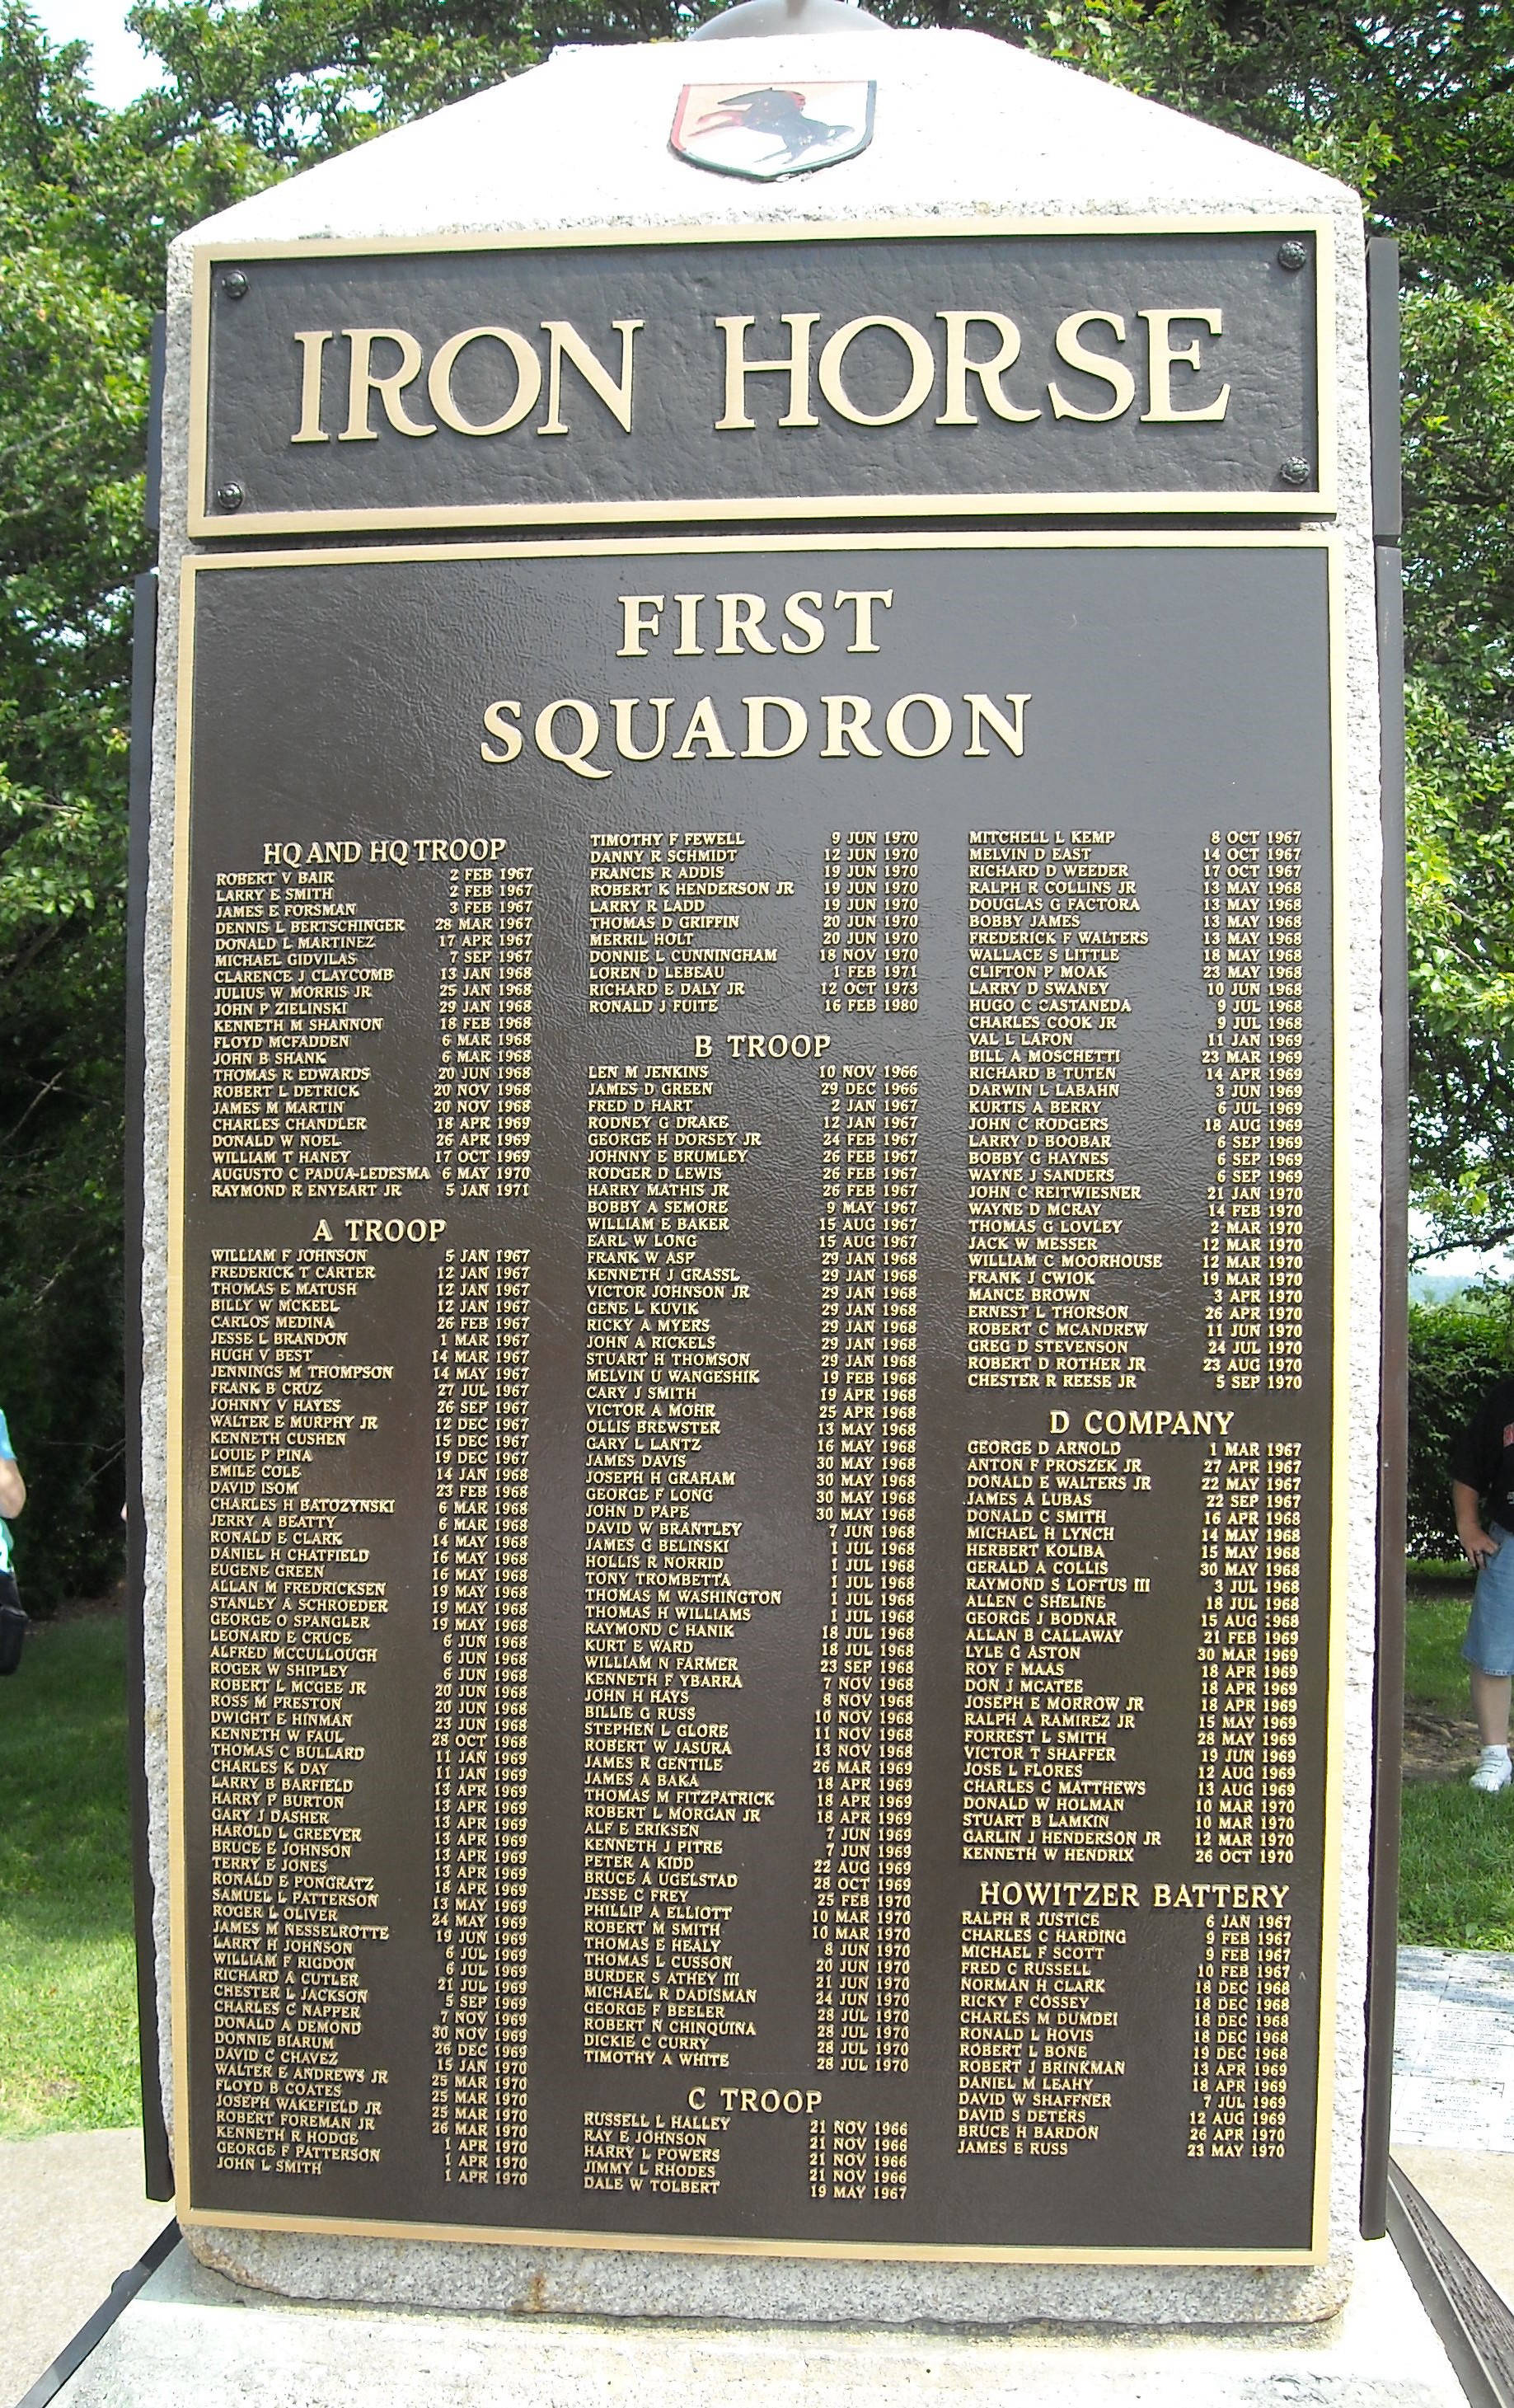 IRON HORSE
FIRST
SQUADRON
HQ AND HQ TROOP
ROBERT V BAIR 2 FEB 1967
LARRY E SMITH 2 FEB 1967
JAMES E FORSMAN 3 FEB 1967
DENNIS L BERTSCHINGER 28 MAR 1967
DONALD L MARTINEZ 17 APR 1967
MICHAEL GIDVILAS 7 SEP 1967
CLARENCE J CLAYCOMB 13 JAN 1968
JULIUS W MORRIS JR 25 JAN 1968
JOHN P ZIELINSKI 29 JAN 1968
KENNETH M SHANNON 18 FEB 1968
FLOYD MCFADDEN 6 MAR 1968
JOHN B SHANK 6 MAR 1968
THOMAS R EDWARDS 20 JUN 1968
ROBERT L DETRICK 20 NOV 1968
JAMES M MARTIN 20 NOV 1968
CHARLES CHANDLER 18 APR 1969
DONALD W NOEL 26 APR 1969
WILLIAM T HANEY 17 OCT 1969
AUGUSTO C PADUA-LEDESMA 6 MAY 1970
RAYMOND R ENYEART JR 5 JAN 1971
A TROOP
WILLIAM F JOHNSON 5 JAN 1967
FREDERICK T CARTER 12 JAN 1967
THOMAS E MATUSH 12 JAN 1967
BILLY W MCKEEL 12 JAN 1967
CARLOS MEDINA 26 FEB 1967
JESSE L BRANDON 1 MAR 1967
HUGH V BEST 14 MAR 1967
JENNINGS M THOMPSON 14 MAY 1967
FRANK B CRUZ 27 JUL 1967
JOHNNY V HAYES 26 SEP 1967
WALTER E MURPHY JR 12 DEC 1967
KENNETH CUSHEN 15 DEC 1967
LOUIE P PINA 19 DEC 1967
EMILE COLE 14 JAN 1968
DAVID ISOM 23 FEB 1968
CHARLES H BATOZYNSKI 6 MAR 1968
JERRY A BEATTY 6 MAR 1968
RONALD E CLARK 14 MAY 1968
DANIEL H CHATFIELD 16 MAY 1968
EUGENE GREEN 16 MAY 1968
ALLAN M FREDRICKSEN 19 MAY 1968
STANLEY A SCHROEDER 19 MAY 1968
GEORGE O SPANGLER 19 MAY 1968
LEONARD E CRUCE 6 JUN 1968
ALFRED MCCULLOUGH 6 JUN 1968
ROGER W SHIPLEY 6 JUN 1968
ROBERT L MCGEE JR 20 JUN 1968
ROSS M PRESTON 20 JUN 1968
DWIGHT E HINMAN 23 JUN 1968
KENNETH W FAUL 28 OCT 1968
THOMAS C BULLARD 11 JAN 1969
CHARLES K DAY 11 JAN 1969
LARRY B BARFIELD 13 APR 1969
HARRY P BURTON 13 APR 1969
GARY J DASHER 13 APR 1969
HAROLD L GREEVER 13 APR 1969
BRUCE E JOHNSON 13 APR 1969
TERRY E JONES 13 APR 1969
RONALD E PONGRATZ 18 APR 1969
SAMUEL L PATTERSON 13 MAY 1969
ROGER L OLIVER 24 MAY 1969
JAMES M NESSELROTTE 19 JUN 1969
LARRY H JOHNSON 6 JUL 1969
WILLIAM F RIGDON 6 JUL 1969
RICHARD A CUTLER 21 JUL 1969
CHESTER L JACKSON 5 SEP 1969
CHARLES C NAPPER 7 NOV 1969
DONALD A DEMOND 30 NOV 1969
DONNIE BIARUM 26 DEC 1969
DAVID C CHAVEZ 15 JAN 1970
WALTER E ANDREWS JR 25 MAR 1970
FLOYD B COATES 25 MAR 1970
JOSEPH WAKEFIELD JR 25 MAR 1970
ROBERT FOREMAN JR 26 MAR 1970
KENNETH R HODGE 1 APR 1970
GEORGE F PATTERSON 1 APR 1970
JOHN L SMITH 1 APR 1970
TIMOTHY F FEWELL 9 JUN 1970
DANNY R SCHMIDT 12 JUN 1970
FRANCIS R ADDIS 19 JUN 1970
ROBERT K HENDERSON JR 19 JUN 1970
LARRY R LADD 19 JUN 1970
THOMAS D GRIFFIN 20 JUN 1970
MERRIL HOLT 20 JUN 1970
DONNIE L CUNNINGHAM 18 NOV 1970
LOREN D LEBEAU 1 FEB 1971
RICHARD E DALY JR 12 OCT 1973
RONALD J FUITE 16 FEB 1980
B TROOP
LEN M JENKINS 10 NOV 1966
JAMES D GREEN 29 DEC 1966
FRED D HART 2 JAN 1967
RODNEY G DRAKE 12 JAN 1967
GEORGE H DORSEY JR 24 FEB 1967
JOHNNY E BRUMLEY 26 FEB 1967
RODGER D LEWIS 26 FEB 1967
HARRY MATHIS JR 26 FEB 1967
BOBBY A SEMORE 9 MAY 1967
WILLIAM E BAKER 15 AUG 1967
EARL W LONG 15 AUG 1967
FRANK W ASP 29 JAN 1968
KENNETH J GRASSL 29 JAN 1968
VICTOR JOHNSON JR 29 JAN 1968
GENE L KUVIK 29 JAN 1968
RICKY A MYERS 29 JAN 1968
JOHN A RICKELS 29 JAN 1968
STUART H THOMSON 29 JAN 1968
MELVIN U WANGESHIK 19 FEB 1968
CARY J SMITH 19 APR 1968
VICTOR A MOHR 25 APR 1968
OLLIS BREWSTER 13 MAY 1968
GARY L LANTZ 16 MAY 1968
JAMES DAVIS 30 MAY 1968
JOSEPH H GRAHAM 30 MAY 1968
GEORGE F LONG 30 MAY 1968
JOHN D PAPE 30 MAY 1968
DAVID W BRANTLEY 7 JUN 1968
JAMES G BELINSKI 1 JUL 1968
HOLLIS R NORRID 1 JUL 1968
TONY TROMBETTA 1 JUL 1968
THOMAS M WASHINGTON 1 JUL 1968
THOMAS H WILLIAMS 1 JUL 1968
RAYMOND C HANIK 18 JUL 1968
KURT E WARD 18 JUL 1968
WILLIAM N FARMER 23 SEP 1968
KENNETH F YBARRA 7 NOV 1968
JOHN H HAYS 8 NOV 1968
BILLIE G RUSS 10 NOV 1968
STEPHEN L GLORE 11 NOV 1968
ROBERT W JASURA 13 NOV 1968
JAMES R GENTILE 26 MAR 1969
JAMES A BAKA 18 APR 1969
THOMAS M FITZPATRICK 18 APR 1969
ROBERT L MORGAN JR 18 APR 1969
ALF E ERIKSEN 7 JUN 1969
KENNETH J PITRE 7 JUN 1969
PETER A KIDD 22 AUG 1969
BRUCE A UGELSTAD 28 OCT 1969
JESSE C FREY 25 FEB 1970
PHILLIP A ELLIOTT 10 MAR 1970
ROBERT M SMITH 10 MAR 1970
THOMAS E HEALY 8 JUN 1970
THOMAS L CUSSON 20 JUN 1970
BURDER S ATHEY III 21 JUN 1970
MICHAEL R DADISMAN 24 JUN 1970
GEORGE F BEELER 28 JUL 1970
ROBERT N CHINQUINA 28 JUL 1970
DICKIE C CURRY 28 JUL 1970
TIMOTHY A WHITE 28 JUL 1970
C TROOP
RUSSELL L HALLEY 21 NOV 1966
RAY E JOHNSON 21 NOV 1966
HARRY L POWERS 21 NOV 1966
JIMMY L RHODES 21 NOV 1966
DALE W TOLBERT 19 MAY 1967
MITCHELL L KEMP 8 OCT 1967
MELVIN D EAST 14 OCT 1967
RICHARD D WEEDER 17 OCT 1967
RALPH R COLLINS JR 13 MAY 1968
DOUGLAS G FACTORA 13 MAY 1968
BOBBY JAMES 13 MAY 1968
FREDERICK F WALTERS 13 MAY 1968
WALLACE S LITTLE 18 MAY 1968
CLIFTON P MOAK 23 MAY 1968
LARRY D SWANEY 10 JUN 1968
HUGO C CASTANEDA 9 JUL 1968
CHARLES COOK JR 9 JUL 1968
VAL L LAFON 11 JAN 1969
BILL A MOSCHETTI 23 MAR 1969
RICHARD B TUTEN 14 APR 1969
DARWIN L LABAHN 3 JUN 1969
KURTIS A BERRY 6 JUL 1969
JOHN C RODGERS 18 AUG 1969
LARRY D BOOBAR 6 SEP 1969
BOBBY G HAYNES 6 SEP 1969
WAYNE J SANDERS 6 SEP 1969
JOHN C REITWIESNER 21 JAN 1970
WAYNE D MCRAY 14 FEB 1970
THOMAS G LOVLEY 2 MAR 1970
JACK W MESSER 12 MAR 1970
WILLIAM C MOORHOUSE 12 MAR 1970
FRANK J CWIOK 19 MAR 1970
MANCE BROWN 3 APR 1970
ERNEST L THORSON 26 APR 1970
ROBERT C MCANDREW 11 JUN 1970
GREG D STEVENSON 24 JUL 1970
ROBERT D ROTHER JR 23 AUG 1970
CHESTER R REESE JR 5 SEP 1970
D COMPANY
GEORGE D ARNOLD 1 MAR 1967
ANTON F PROSZEK JR 27 APR 1967
DONALD E WALTERS JR 22 MAY 1967
JAMES A LUBAS 22 SEP 1967
DONALD C SMITH 16 APR 1968
MICHAEL H LYNCH 14 MAY 1968
HERBERT KOLIBA 15 MAY 1968
GERALD A COLLIS 30 MAY 1968
RAYMOND S LOFTUS III 3 JUL 1968
ALLEN C SHELINE 18 JUL 1968
GEORGE J BODNAR 15 AUG 1968
ALLAN B CALLAWAY 21 FEB 1969
LYLE G ASTON 30 MAR 1969
ROY F MAAS 18 APR 1969
DON J MCATEE 18 APR 1969
JOSEPH E MORROW JR 18 APR 1969
RALPH A RAMIREZ JR 15 MAY 1969
FORREST L SMITH 28 MAY 1969
VICTOR T SHAFFER 19 JUN 1969
JOSE L FLORES 12 AUG 1969
CHARLES C MATTHEWS 13 AUG 1969
DONALD W HOLMAN 10 MAR 1970
STUART B LAMKIN 10 MAR 1970
GARLIN J HENDERSON JR 12 MAR 1970
KENNETH W HENDRIX 26 OCT 1970
HOWITZER BATTERY
RALPH R JUSTICE 6 JAN 1967
CHARLES C HARDING 9 FEB 1967
MICHAEL F SCOTT 9 FEB 1967
FRED C RUSSELL 10 FEB 1967
NORMAN H CLARK 18 DEC 1968
RICKY F COSSEY 18 DEC 1968
CHARLES M DUMDEI 18 DEC 1968
RONALD L HOVIS 18 DEC 1968
ROBERT L BONE 19 DEC 1968
ROBERT J BRINKMAN 13 APR 1969
DANIEL M LEAHY 18 APR 1969
DAVID W SHAFFNER 7 JUL 1969
DAVID S DETERS 12 AUG 1969
BRUCE H BARDON 26 APR 1970
JAMES E RUSS 23 MAY 1970